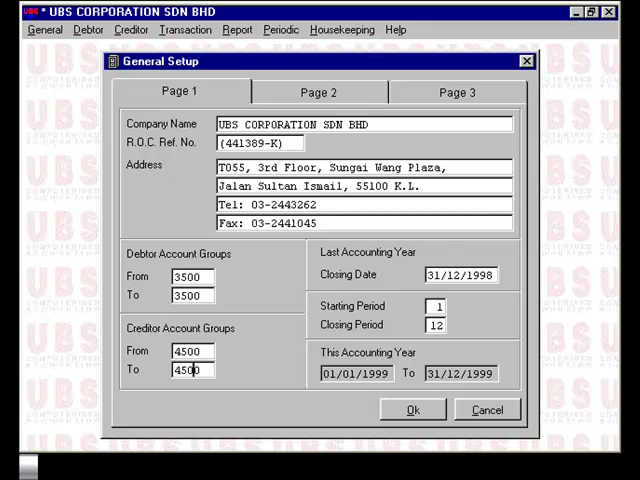 UBS * UBS CORPORATION SDN BHD
General Debtor Creditor Transaction Report Periodic Housekeeping Help
General Setup
Page 1 Page 2 Page 3
Company Name UBS CORPORATION SDN BHD
R.O.C. Ref. No. (441389-K)
Address T055, 3rd Floor, Sungai Wang Plaza,
Jalan Sultan Ismail, 55100 K.L.
Tel: 03-2443262
Fax: 03-2441045
Debtor Account Groups
From 3500
To 3500
Creditor Account Groups
From 4500
To 4500
Last Accounting Year
Closing Date 31/12/1998
Starting Period 1
Closing Period 12
This Accounting Year
01/01/1999 To 31/12/1999
Ok Cancel